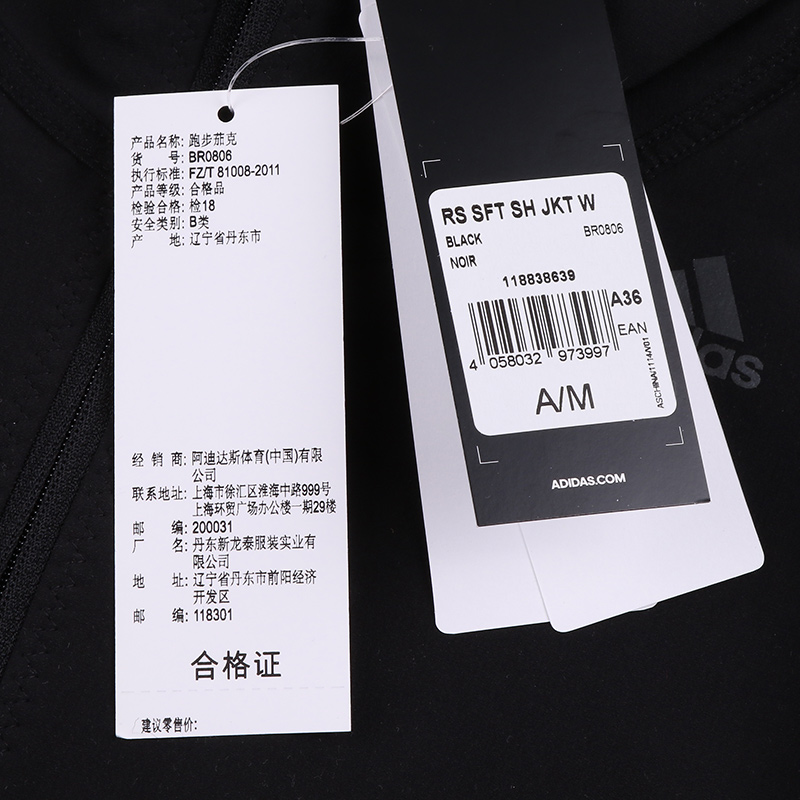 产品名称: 跑步茄克
货 号: BR0806
执行标准: FZ/T 81008-2011
产品等级: 合格品
检验合格: 检18
安全类别: B类
产 地: 辽宁省丹东市
经 销 商: 阿迪达斯体育(中国)有限
公司
联系地址: 上海市徐汇区淮海中路999号
上海环贸广场办公楼一期29楼
邮 编: 200031
厂 名: 丹东新龙泰服装实业有
限公司
地 址: 辽宁省丹东市前阳经济
开发区
邮 编: 118301
合格证
建议零售价:
RS SFT SH JKT W
BLACK BR0806
NOIR
118838639
A36
EAN
4 058032 973997
A/M
ASCHINA/1114A/01
ADIDAS.COM
adidas